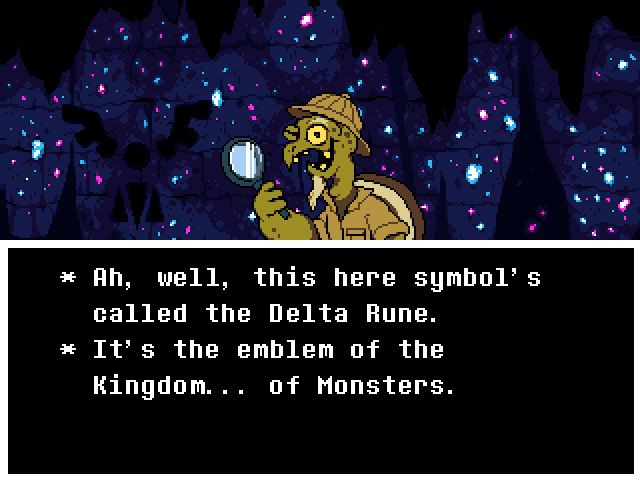 * Ah, well, this here symbol's
called the Delta Rune.
* It's the emblem of the
Kingdom... of Monsters.